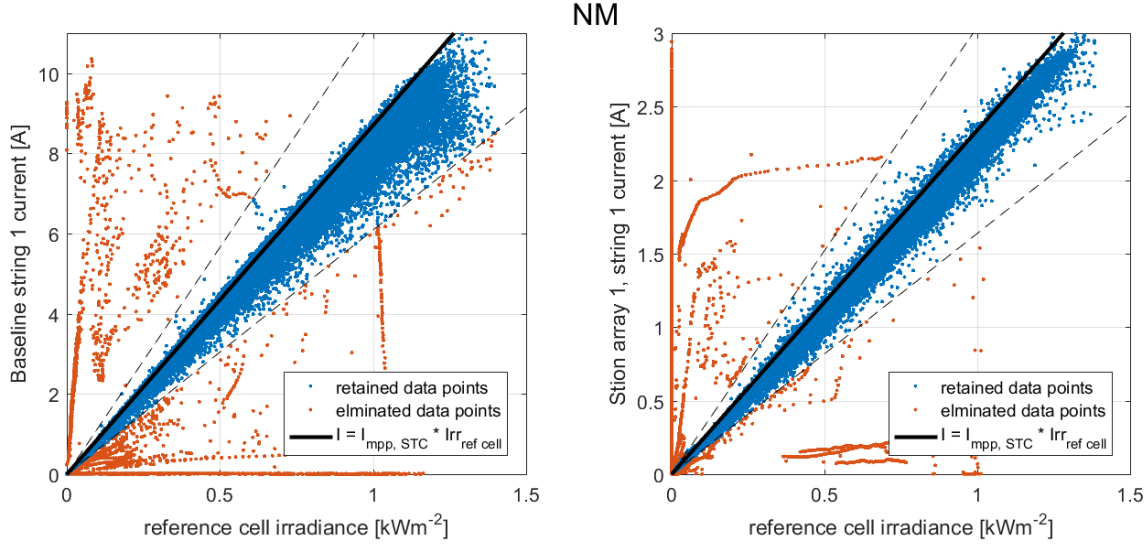 NM
10
8
6
4
2
0
0
0.5
1
1.5
Baseline string 1 current [A]
reference cell irradiance [kWm-2]
retained data points
elminated data points
I = Impp, STC * Irrref cell
3
2.5
2
1.5
1
0.5
0
0
0.5
1
1.5
Stion array 1, string 1 current [A]
reference cell irradiance [kWm-2]
retained data points
elminated data points
I = Impp, STC * Irrref cell